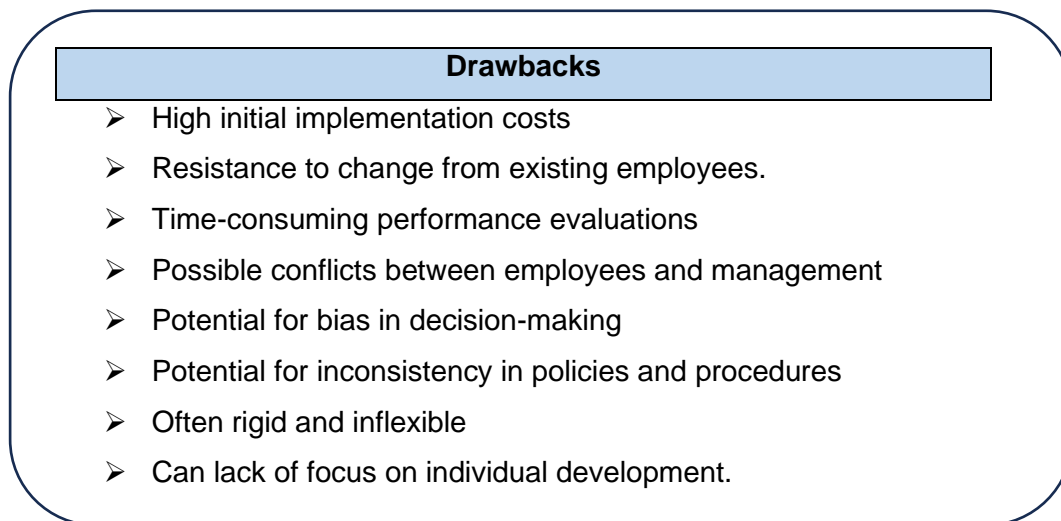 Drawbacks
➢ High initial implementation costs
➢ Resistance to change from existing employees.
➢ Time-consuming performance evaluations
➢ Possible conflicts between employees and management
➢ Potential for bias in decision-making
➢ Potential for inconsistency in policies and procedures
➢ Often rigid and inflexible
➢ Can lack of focus on individual development.